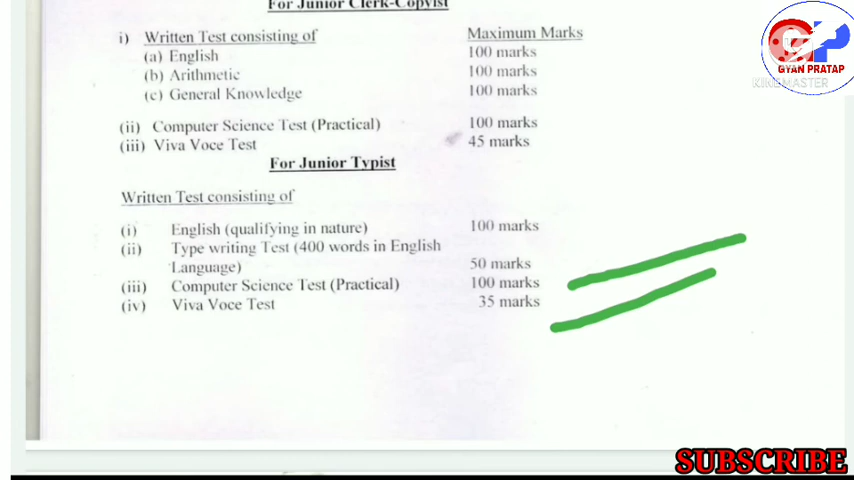 For Junior Clerk-Copyist
i) Written Test consisting of Maximum Marks
(a) English 100 marks
(b) Arithmetic 100 marks
(c) General Knowledge 100 marks
(ii) Computer Science Test (Practical) 100 marks
(iii) Viva Voce Test 45 marks
For Junior Typist
Written Test consisting of
(i) English (qualifying in nature) 100 marks
(ii) Type writing Test (400 words in English
Language) 50 marks
(iii) Computer Science Test (Practical) 100 marks
(iv) Viva Voce Test 35 marks
GP
GYAN PRATAP
KINEMASTER
SUBSCRIBE